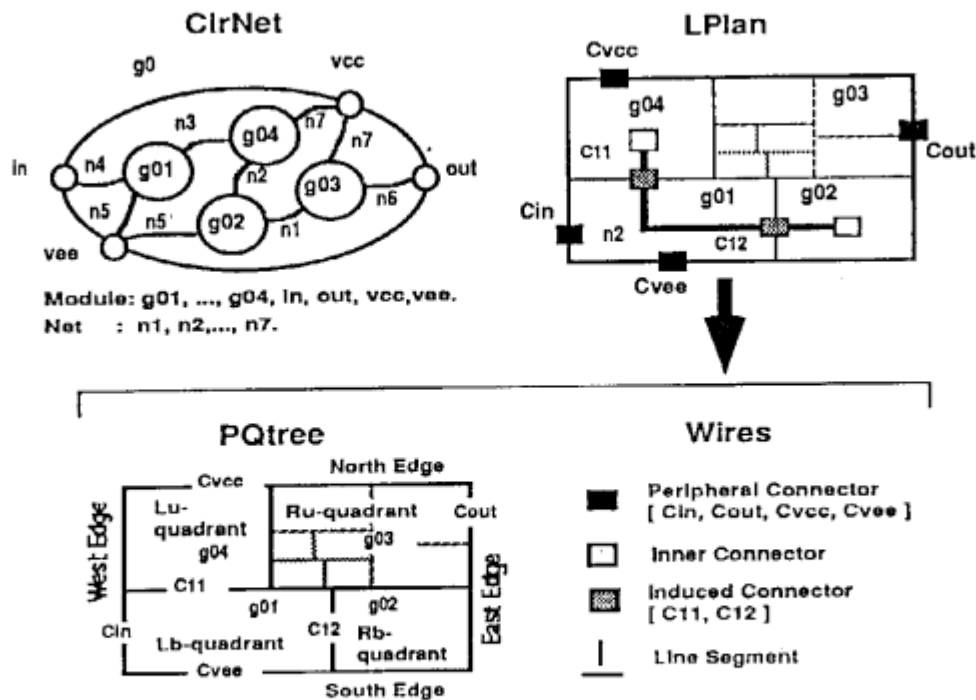 CirNet
g0
vcc
n3
n7
g04
n7
in
n4
g01
n2
g03
out
n5
n5
g02
n1
n6
vee
Module: g01, ..., g04, in, out, vcc,vee.
Net : n1, n2,..., n7.
LPlan
Cvcc
g04
g03
C11
Cout
g01
g02
Cin
n2
C12
Cvee
PQtree
North Edge
Cvcc
Lu-
quadrant
Ru-quadrant
Cout
West Edge
g04
g03
East Edge
C11
g01
g02
Cin
C12
Lb-quadrant
Rb-
quadrant
Cvee
South Edge
Wires
Peripheral Connector
[ Cin, Cout, Cvcc, Cvee ]
Inner Connector
Induced Connector
[ C11, C12 ]
Line Segment